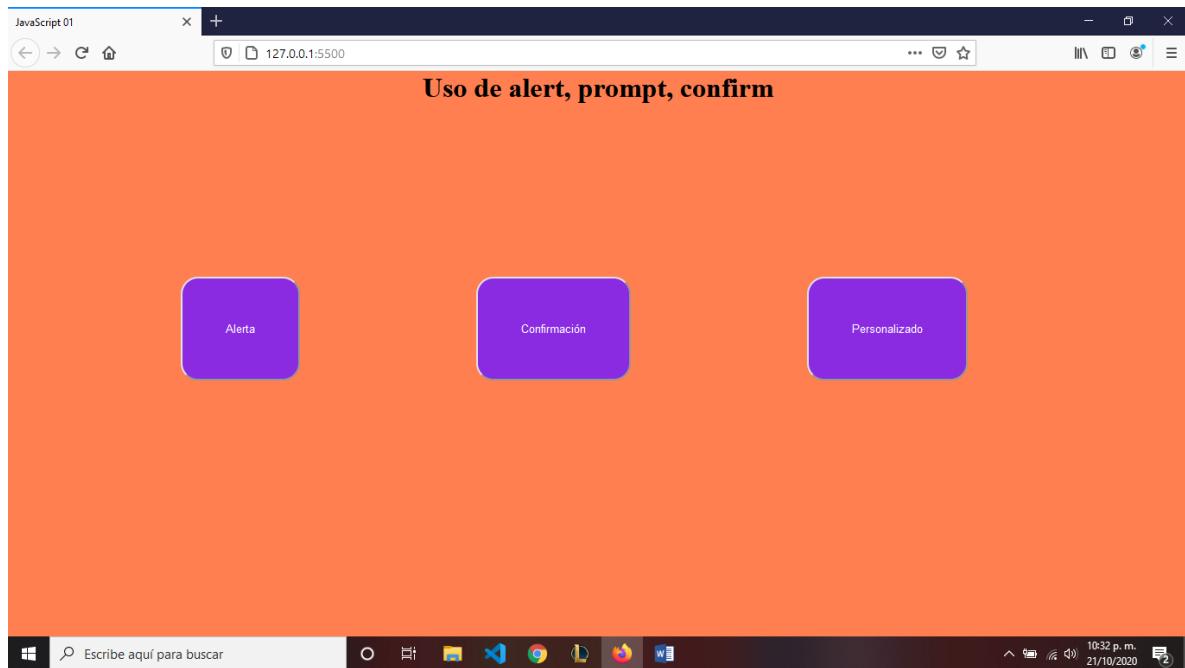 JavaScript 01
127.0.0.1:5500
Uso de alert, prompt, confirm
Alerta
Confirmación
Personalizado
Escribe aquí para buscar
10:32 p. m.
21/10/2020
2